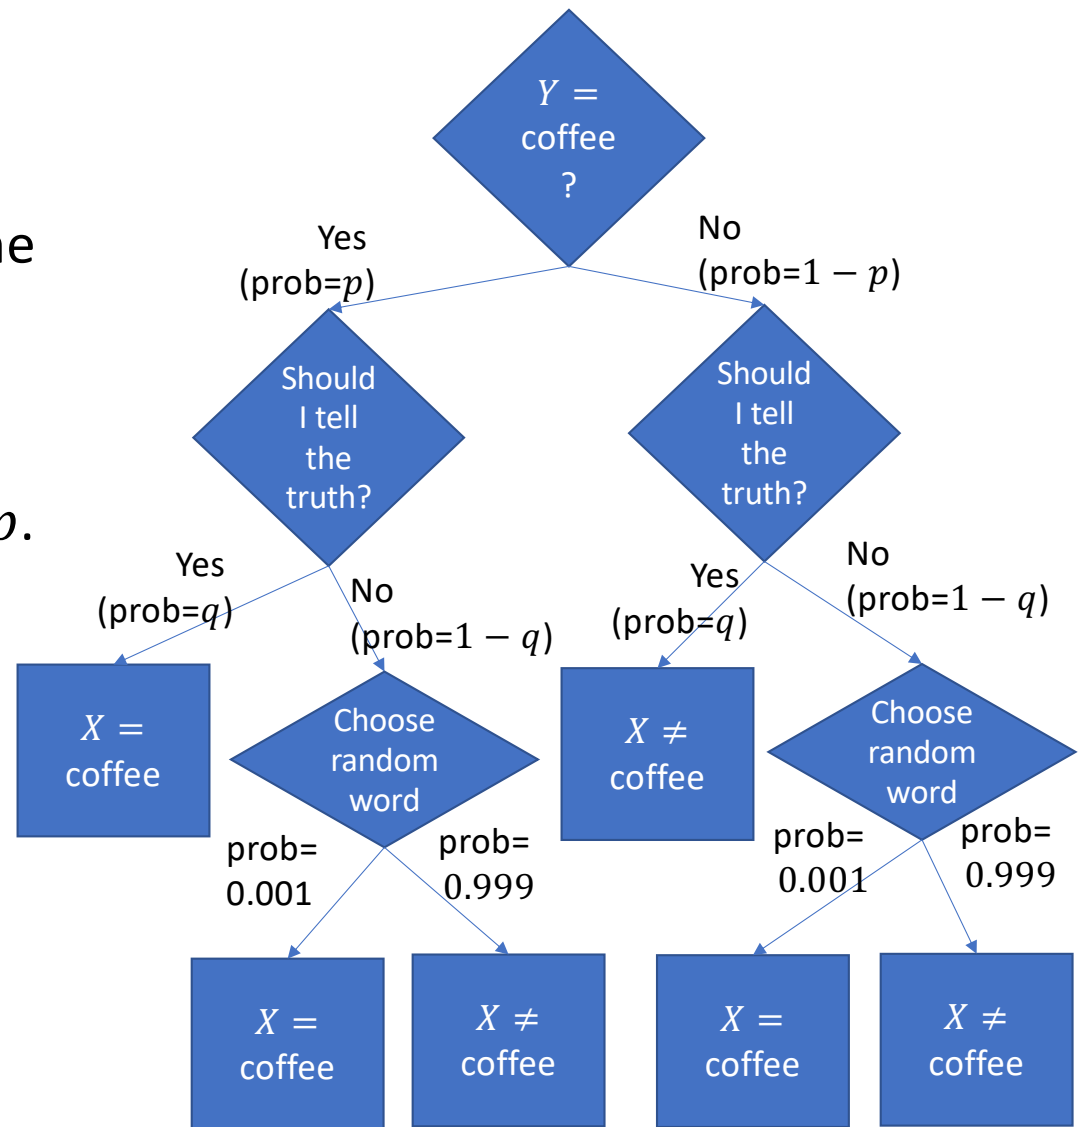 Y =
coffee
?
Yes
(prob=p)
No
(prob=1 − p)
Should
I tell
the
truth?
Should
I tell
the
truth?
Yes
(prob=q)
No
(prob=1 − q)
Yes
(prob=q)
No
(prob=1 − q)
X =
coffee
Choose
random
word
X ≠
coffee
Choose
random
word
prob=
0.001
prob=
0.999
prob=
0.001
prob=
0.999
X =
coffee
X ≠
coffee
X =
coffee
X ≠
coffee